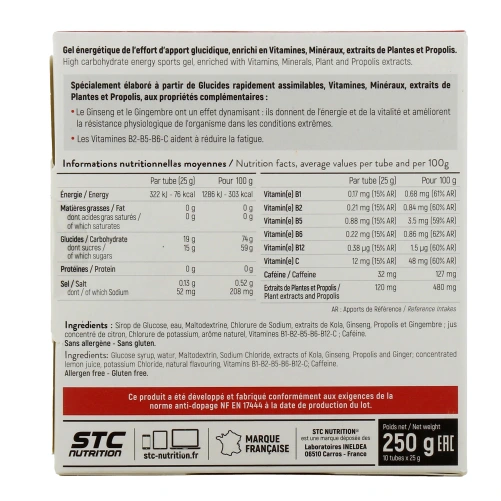 Gel énergétique de l'effort d'apport glucidique, enrichi en Vitamines, Minéraux, extraits de Plantes et Propolis.
High carbohydrate energy sports gel, enriched with Vitamins, Minerals, Plant and Propolis extracts.
Spécialement élaboré à partir de Glucides rapidement assimilables, Vitamines, Minéraux, extraits de
Plantes et Propolis, aux propriétés complémentaires :
• Le Ginseng et le Gingembre ont un effet dynamisant : ils donnent de l'énergie et de la vitalité et améliorent
la résistance physiologique de l'organisme dans les conditions extrêmes.
• Les Vitamines B2-B5-B6-C aident à réduire la fatigue.
Informations nutritionnelles moyennes / Nutrition facts, average values per tube and per 100g
Par tube (25 g) Pour 100 g
Énergie / Energy 322 kJ - 76 kcal 1286 kJ - 303 kcal
Matières grasses / Fat 0 g 0 g
dont acides gras saturés / 0 g 0 g
of which saturates
Glucides / Carbohydrate 19 g 74 g
dont sucres / 15 g 59 g
of which sugars
Protéines / Protein 0 g 0 g
Sel / Salt 0.13 g 0.52 g
dont / of which Sodium 52 mg 208 mg
Par tube (25 g) Pour 100 g
Vitamin(e) B1 0.17 mg (15% AR) 0.68 mg (61% AR)
Vitamin(e) B2 0.21 mg (15% AR) 0.84 mg (60% AR)
Vitamin(e) B5 0.88 mg (15% AR) 3.5 mg (59% AR)
Vitamin(e) B6 0.22 mg (15% AR) 0.86 mg (62% AR)
Vitamin(e) B12 0.38 µg (15% AR) 1.5 µg (60% AR)
Vitamin(e) C 12 mg (15% AR) 48 mg (60% AR)
Caféine / Caffeine 32 mg 127 mg
Extraits de Plantes et Propolis / 120 mg 480 mg
Plant extracts and Propolis
AR : Apports de Référence / Reference Intakes
Ingrédients : Sirop de Glucose, eau, Maltodextrine, Chlorure de Sodium, extraits de Kola, Ginseng, Propolis et Gingembre ; jus
concentré de citron, Chlorure de potassium, arôme naturel, Vitamines B1-B2-B5-B6-B12-C ; Caféine.
Sans allergène - Sans gluten.
Ingredients: Glucose syrup, water, Maltodextrin, Sodium Chloride, extracts of Kola, Ginseng, Propolis and Ginger; concentrated
lemon juice, potassium Chloride, natural flavouring, Vitamins B1-B2-B5-B6-B12-C; Caffeine.
Allergen free - Gluten free.
Ce produit a été développé et fabriqué conformément aux exigences de la
norme anti-dopage NF EN 17444 à la date de production du lot.
STC
NUTRITION
stc-nutrition.fr
MARQUE
FRANÇAISE
STC NUTRITION®
est une marque déposée des
Laboratoires INELDEA
06510 Carros - France
Poids net / Net weight
250 g EAC
10 tubes x 25 g